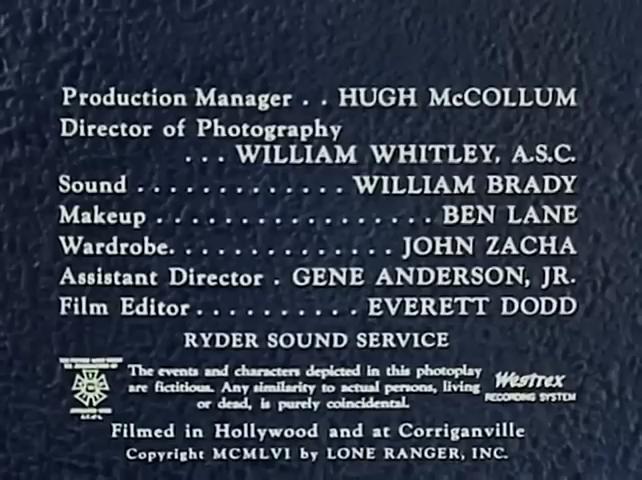 Production Manager . . HUGH McCOLLUM
Director of Photography
. . . WILLIAM WHITLEY, A.S.C.
Sound . . . . . . . . . . . . . WILLIAM BRADY
Makeup . . . . . . . . . . . . . . . . . BEN LANE
Wardrobe. . . . . . . . . . . . . . JOHN ZACHA
Assistant Director . GENE ANDERSON, JR.
Film Editor . . . . . . . . . . EVERETT DODD
RYDER SOUND SERVICE
The events and characters depicted in this photoplay
are fictitious. Any similarity to actual persons, living
or dead, is purely coincidental.
Westrex
RECORDING SYSTEM
Filmed in Hollywood and at Corriganville
Copyright MCMLVI by LONE RANGER, INC.